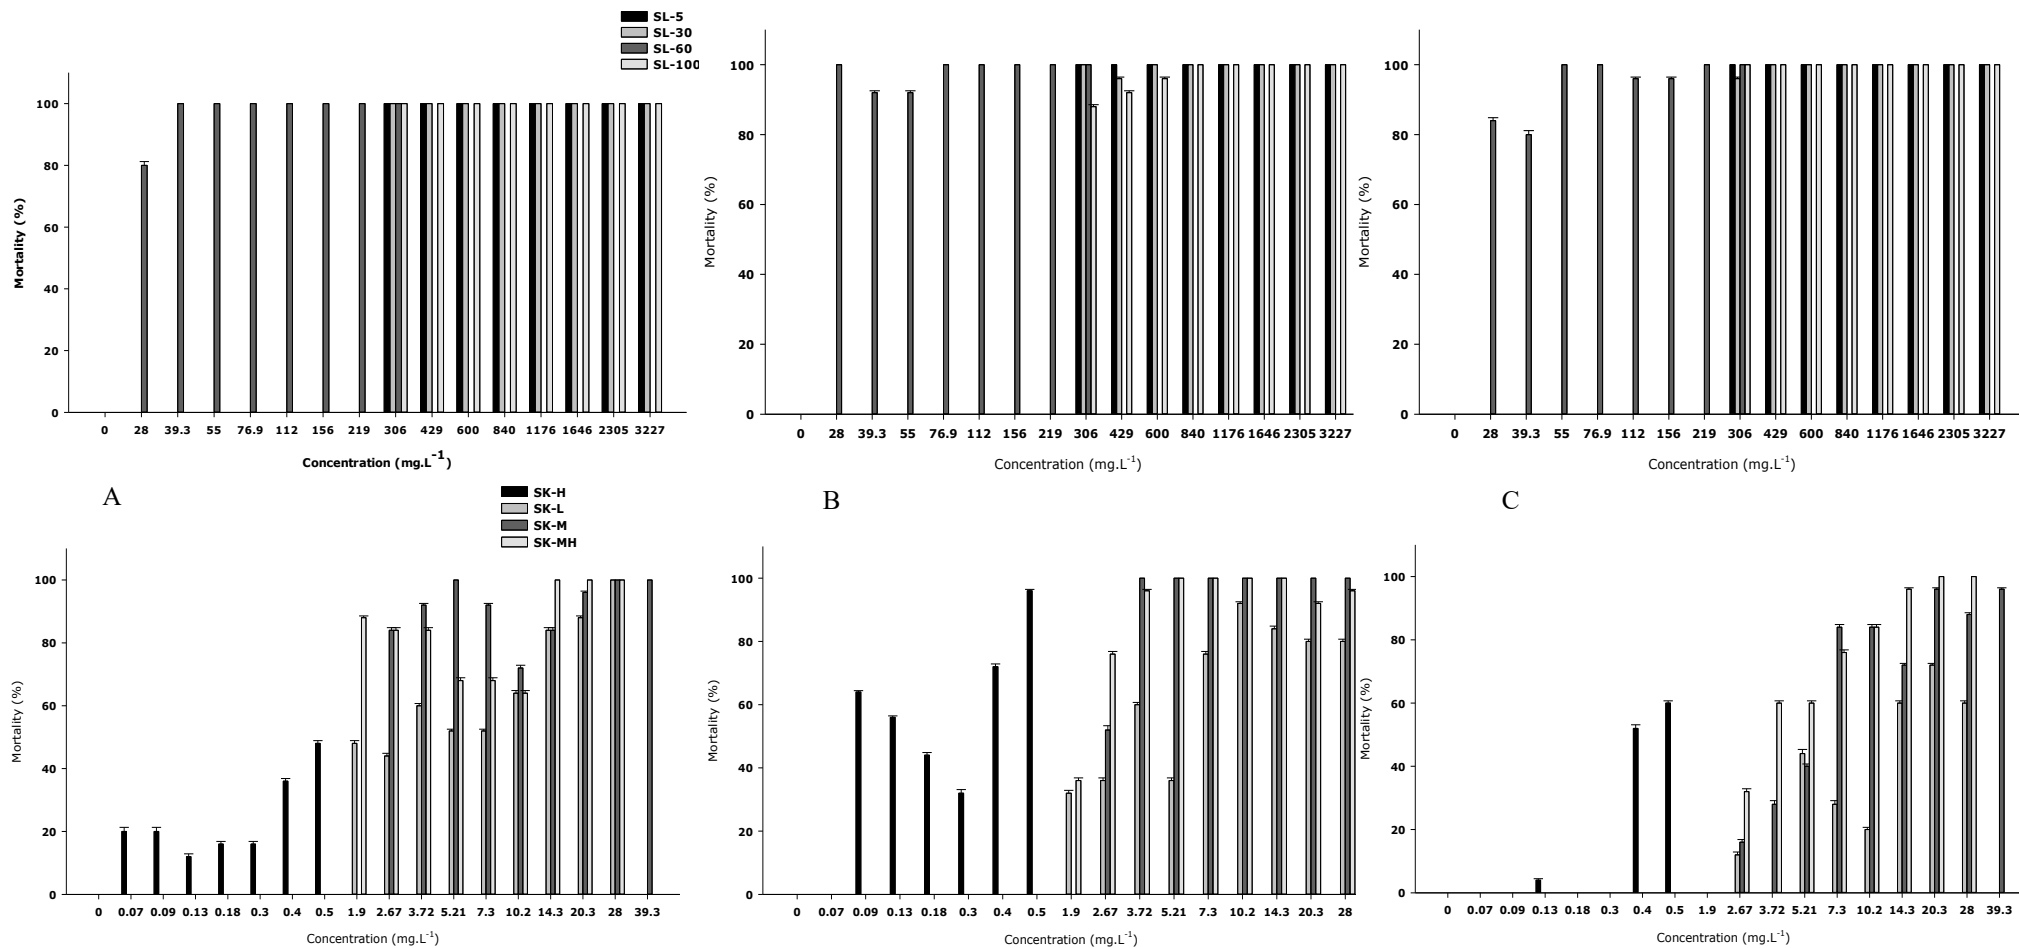 SL-5
SL-30
SL-60
SL-100
Mortality (%)
100
80
60
40
20
0
0 28 39.3 55 76.9 112 156 219 306 429 600 840 1176 1646 2305 3227
Concentration (mg.L-1)
A
Mortality (%)
100
80
60
40
20
0
0 28 39.3 55 76.9 112 156 219 306 429 600 840 1176 1646 2305 3227
Concentration (mg.L-1)
B
Mortality (%)
100
80
60
40
20
0
0 28 39.3 55 76.9 112 156 219 306 429 600 840 1176 1646 2305 3227
Concentration (mg.L-1)
C
SK-H
SK-L
SK-M
SK-MH
Mortality (%)
100
80
60
40
20
0
0 0.07 0.09 0.13 0.18 0.3 0.4 0.5 1.9 2.67 3.72 5.21 7.3 10.2 14.3 20.3 28 39.3
Concentration (mg.L-1)
Mortality (%)
100
80
60
40
20
0
0 0.07 0.09 0.13 0.18 0.3 0.4 0.5 1.9 2.67 3.72 5.21 7.3 10.2 14.3 20.3 28
Concentration (mg.L-1)
Mortality (%)
100
80
60
40
20
0
0 0.07 0.09 0.13 0.18 0.3 0.4 0.5 1.9 2.67 3.72 5.21 7.3 10.2 14.3 20.3 28 39.3
Concentration (mg.L-1)